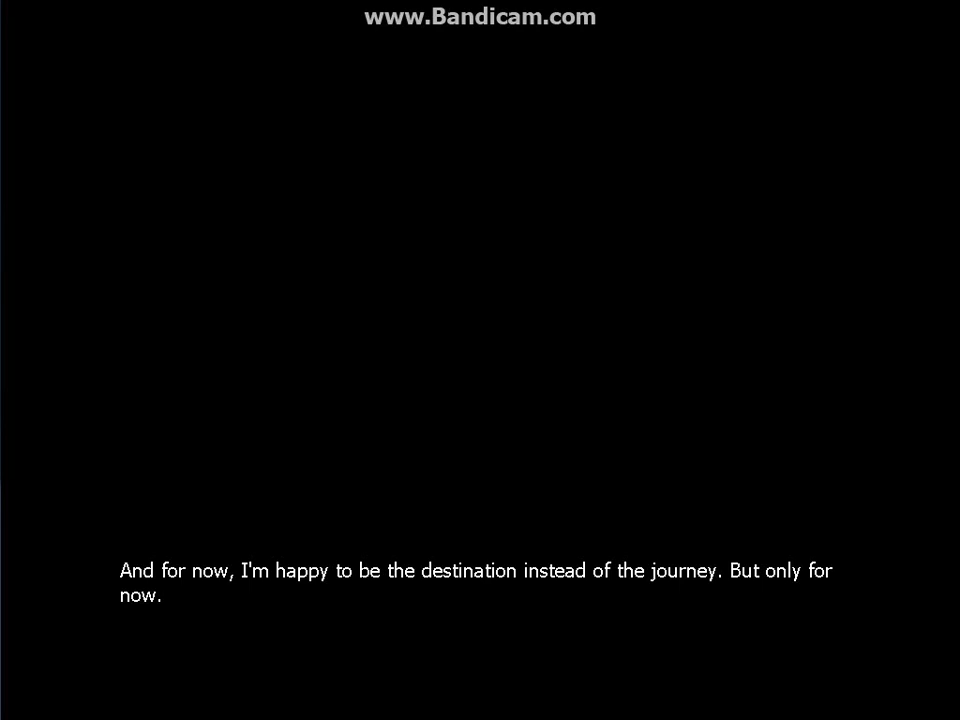 www.Bandicam.com
And for now, I'm happy to be the destination instead of the journey. But only for
now.